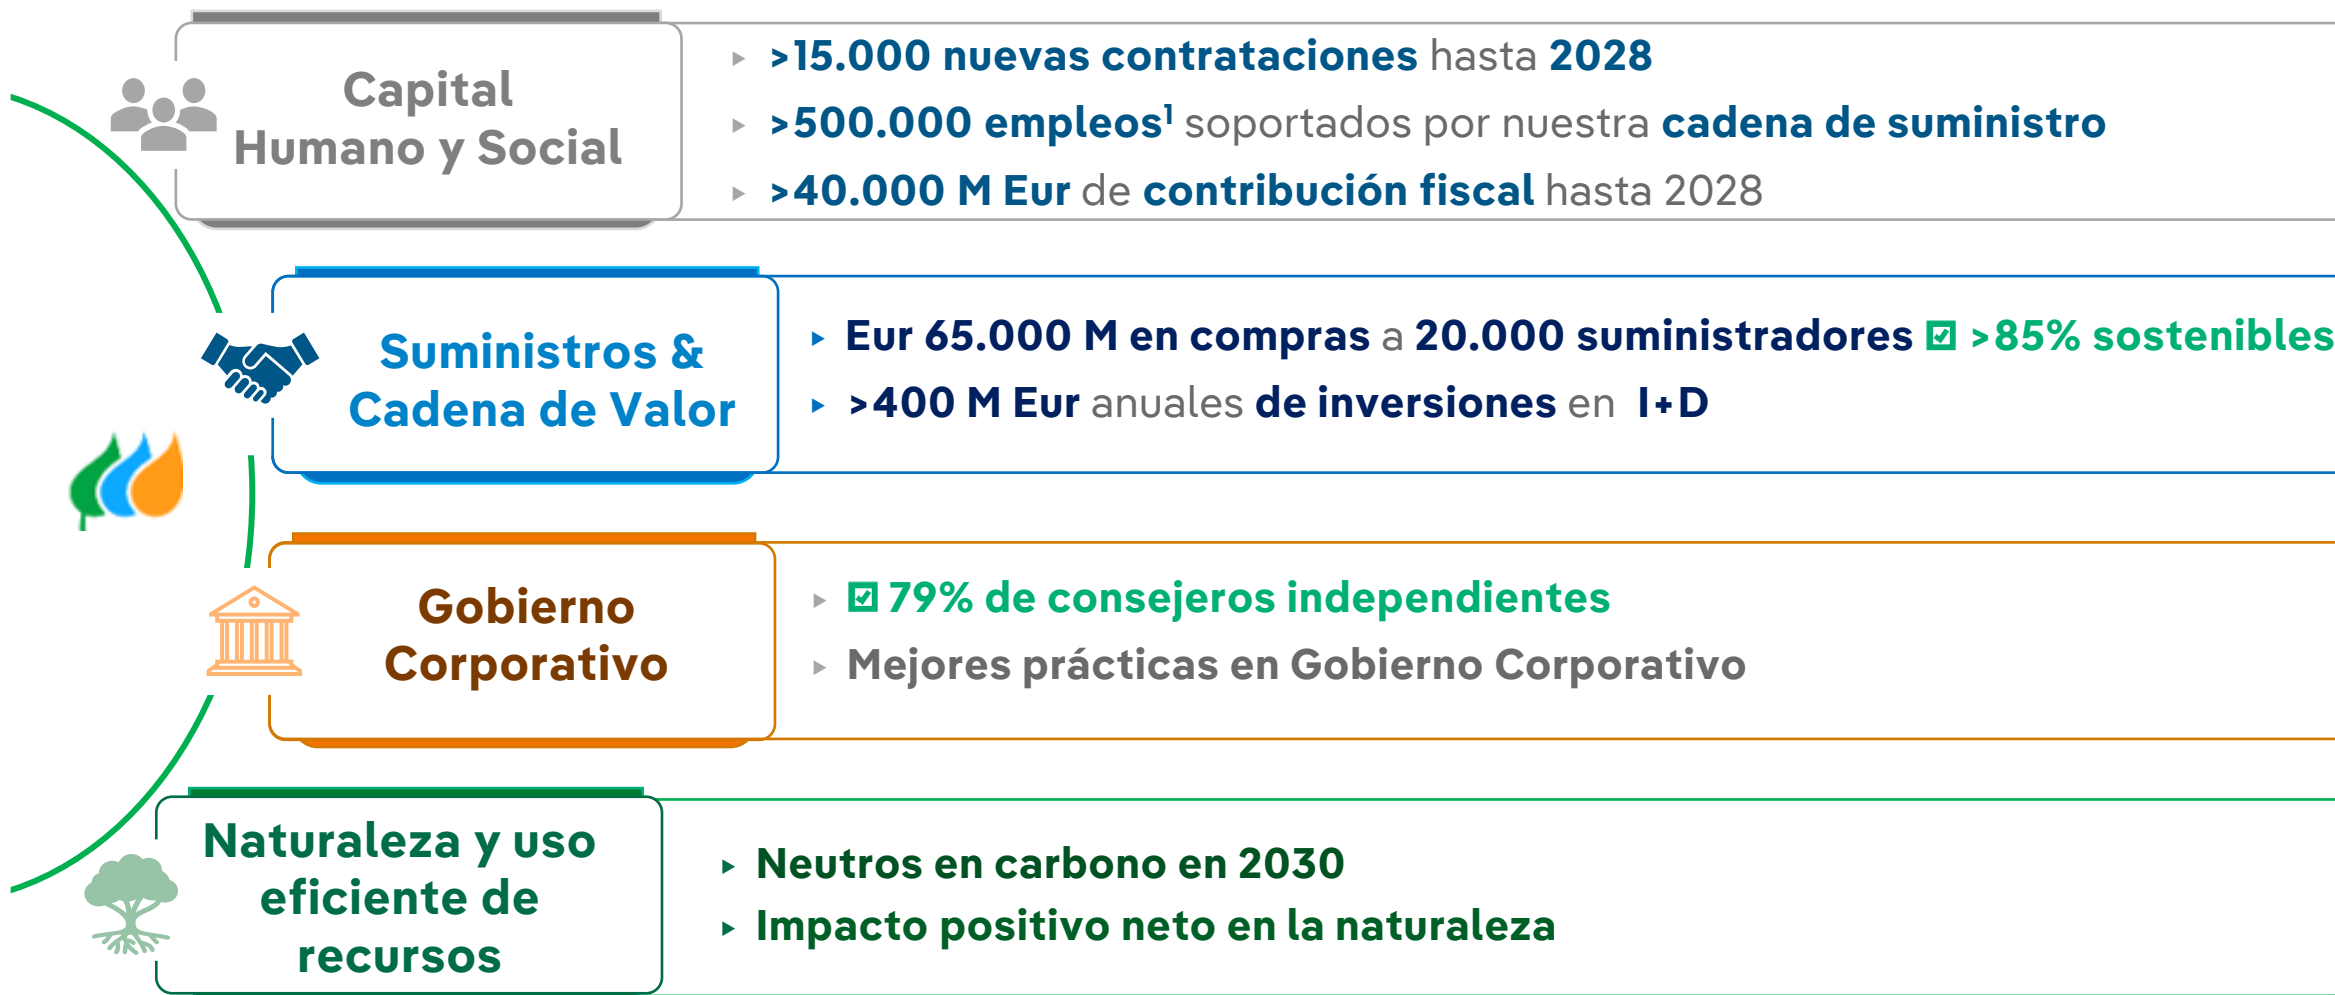 Capital
Humano y Social
>15.000 nuevas contrataciones hasta 2028
>500.000 empleos¹ soportados por nuestra cadena de suministro
>40.000 M Eur de contribución fiscal hasta 2028
Suministros &
Cadena de Valor
Eur 65.000 M en compras a 20.000 suministradores ☑ >85% sostenibles
>400 M Eur anuales de inversiones en I+D
Gobierno
Corporativo
☑ 79% de consejeros independientes
Mejores prácticas en Gobierno Corporativo
Naturaleza y uso
eficiente de
recursos
Neutros en carbono en 2030
Impacto positivo neto en la naturaleza